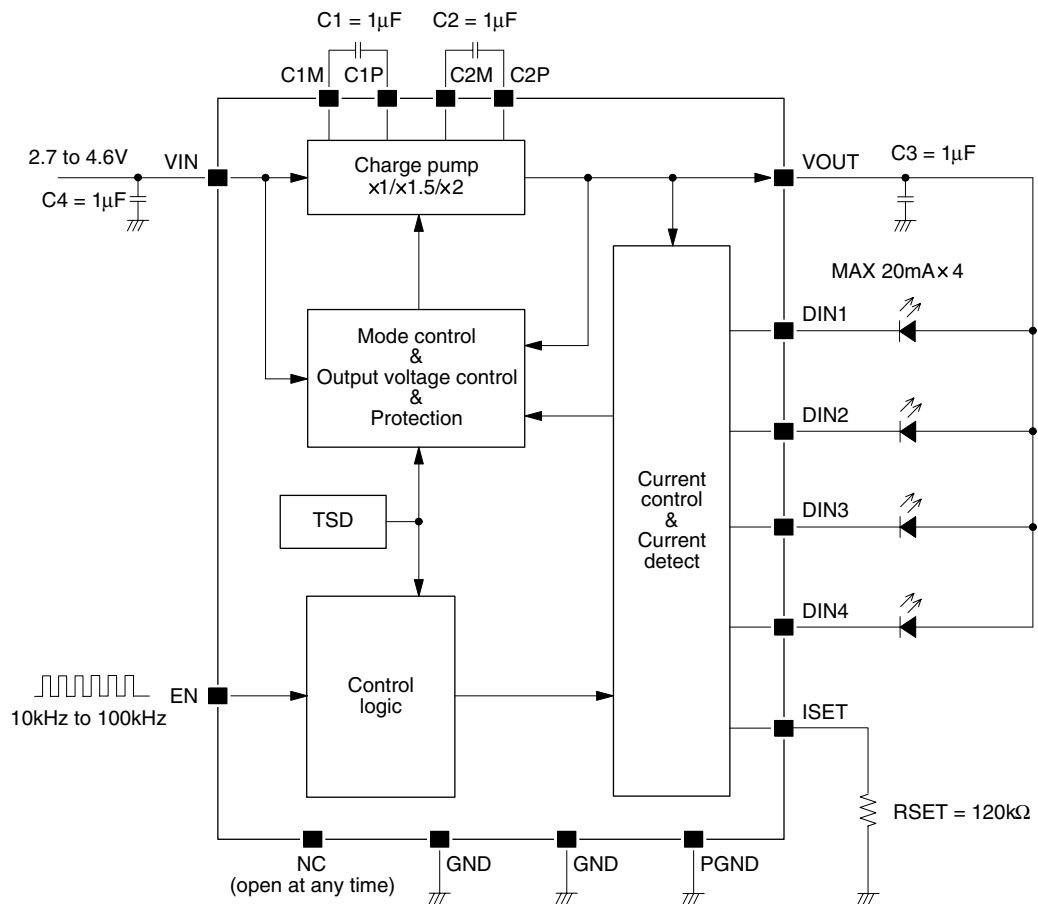 C1 = 1μF
C2 = 1μF
C1M
C1P
C2M
C2P
2.7 to 4.6V
VIN
C4 = 1μF
Charge pump
×1/×1.5/×2
VOUT
C3 = 1μF
MAX 20mA×4
DIN1
Mode control
&
Output voltage control
&
Protection
DIN2
Current
control
&
Current
detect
DIN3
TSD
DIN4
EN
10kHz to 100kHz
Control
logic
ISET
RSET = 120kΩ
NC
(open at any time)
GND
GND
PGND